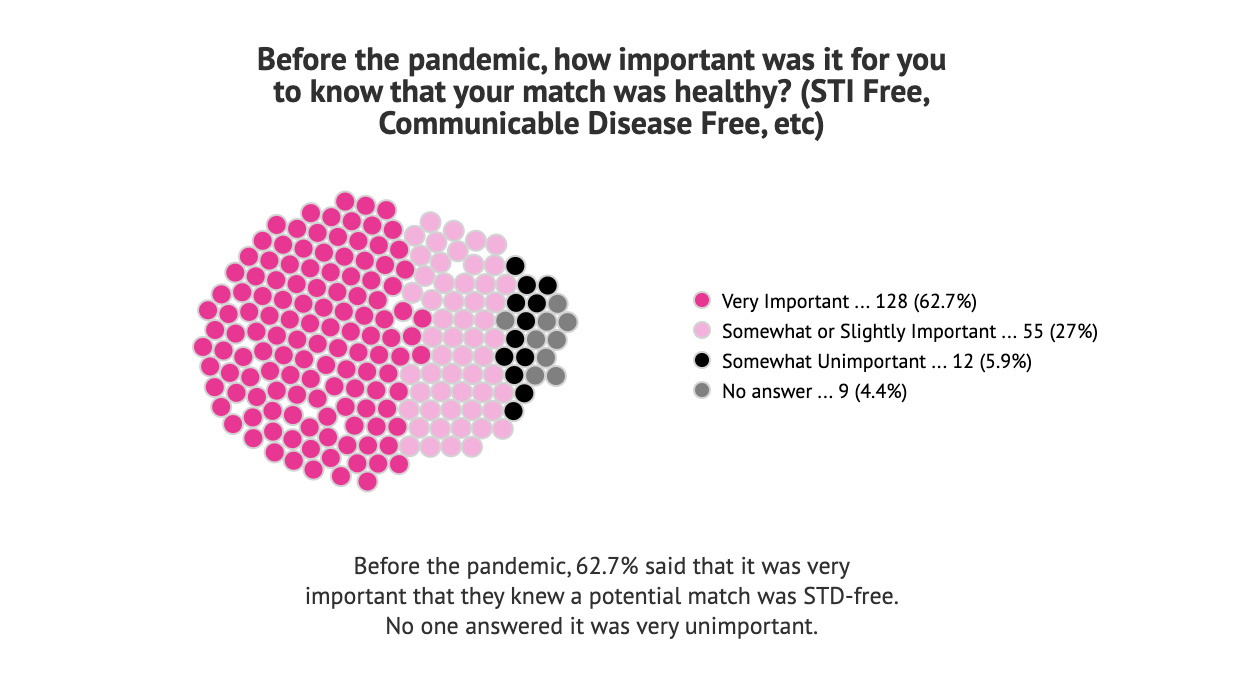 Before the pandemic, how important was it for you
to know that your match was healthy? (STI Free,
Communicable Disease Free, etc)
Very Important ... 128 (62.7%)
Somewhat or Slightly Important ... 55 (27%)
Somewhat Unimportant ... 12 (5.9%)
No answer ... 9 (4.4%)
Before the pandemic, 62.7% said that it was very
important that they knew a potential match was STD-free.
No one answered it was very unimportant.